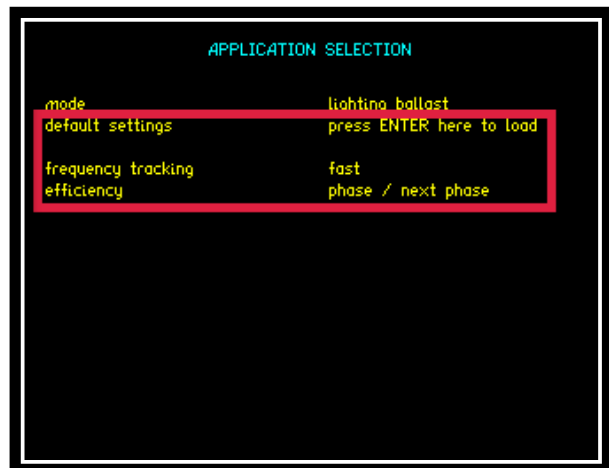 APPLICATION SELECTION
mode lighting ballast
default settings press ENTER here to load
frequency tracking fast
efficiency phase / next phase